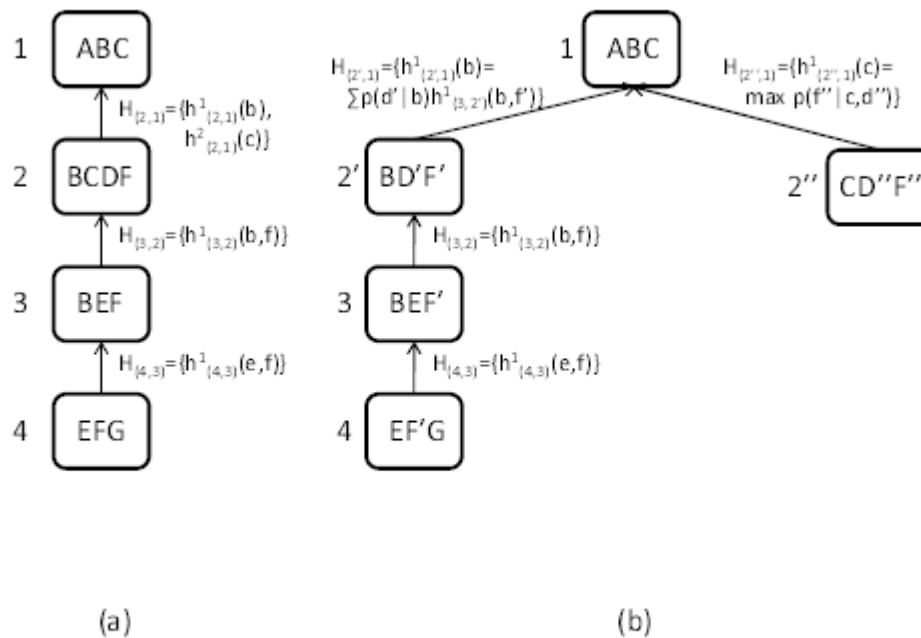 1 ABC
H(2,1)={h¹(2,1)(b),
h²(2,1)(c)}
2 BCDF
H(3,2)={h¹(3,2)(b,f)}
3 BEF
H(4,3)={h¹(4,3)(e,f)}
4 EFG
(a)
1 ABC
H(2',1)={h¹(2',1)(b)=
∑p(d'|b)h¹(3,2')(b,f')}
H(2'',1)={h¹(2'',1)(c)=
max p(f''|c,d'')}
2' BD'F'
2'' CD''F''
H(3,2)={h¹(3,2)(b,f)}
3 BEF'
H(4,3)={h¹(4,3)(e,f)}
4 EF'G
(b)